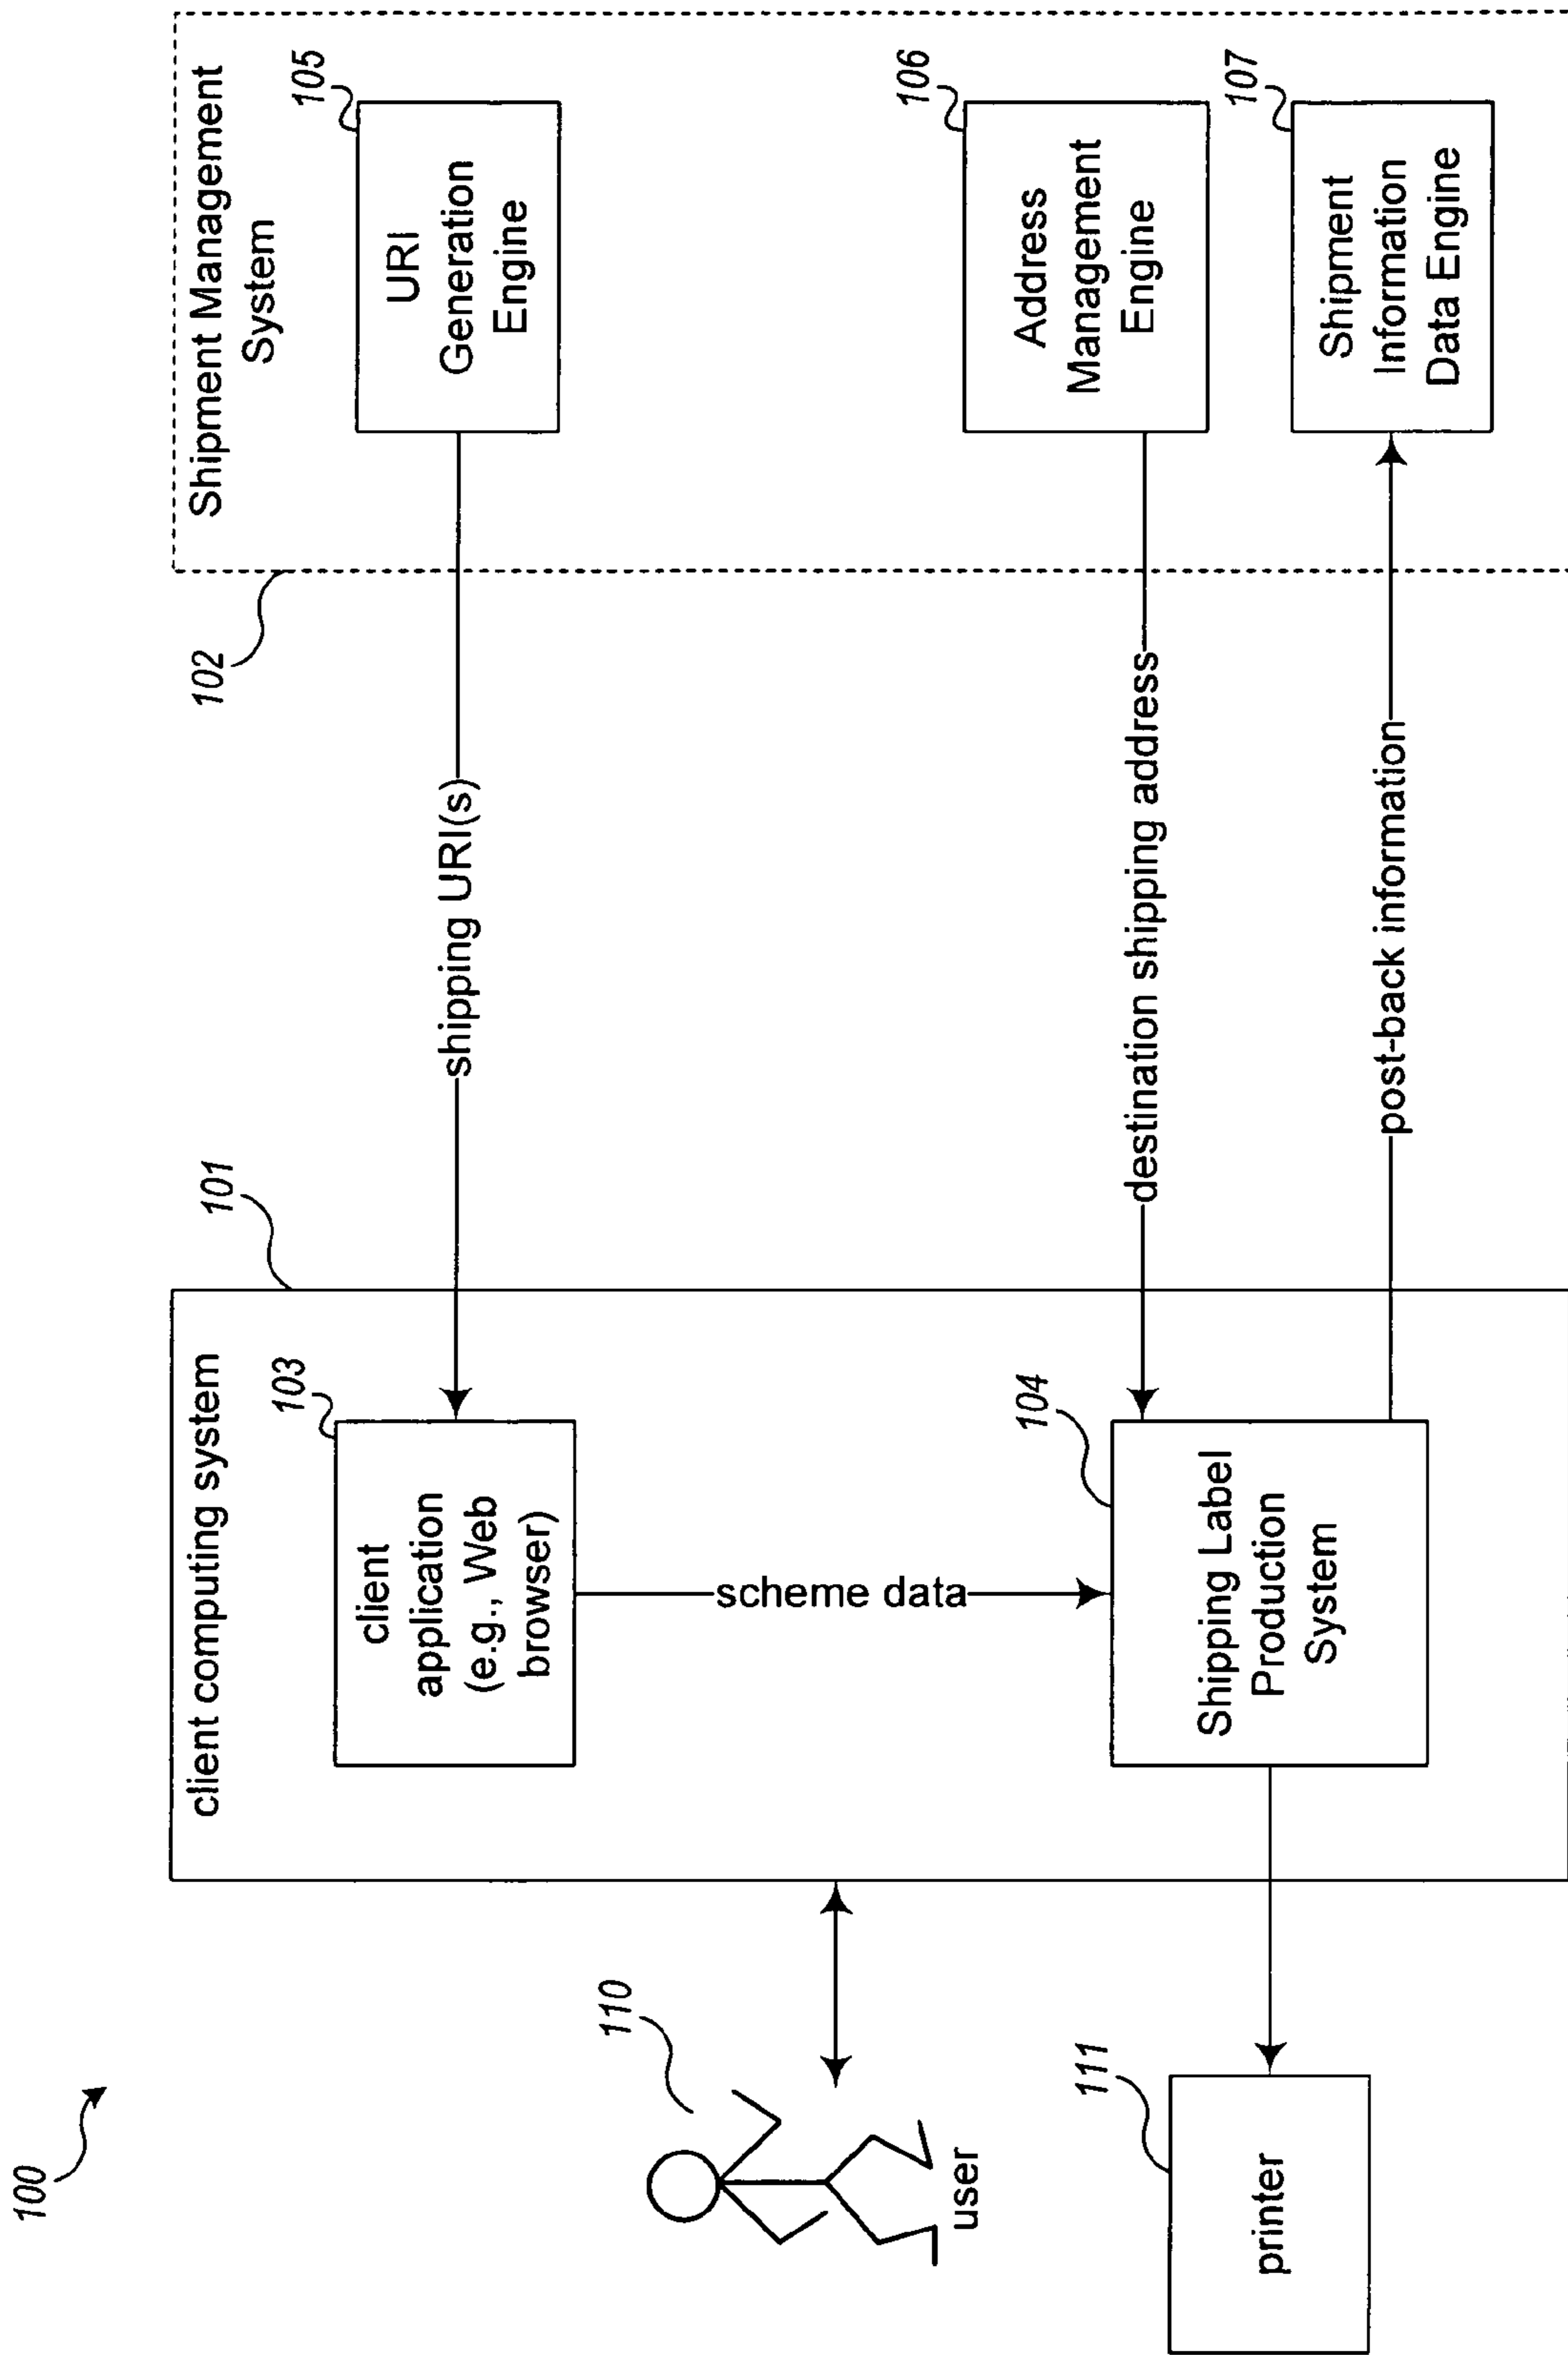 100
110
user
111
printer
101
client computing system
103
client
application
(e.g., Web
browser)
scheme data
104
Shipping Label
Production
System
shipping URI(s)
destination shipping address
post-back information
102
Shipment Management
System
105
URI
Generation
Engine
106
Address
Management
Engine
107
Shipment
Information
Data Engine